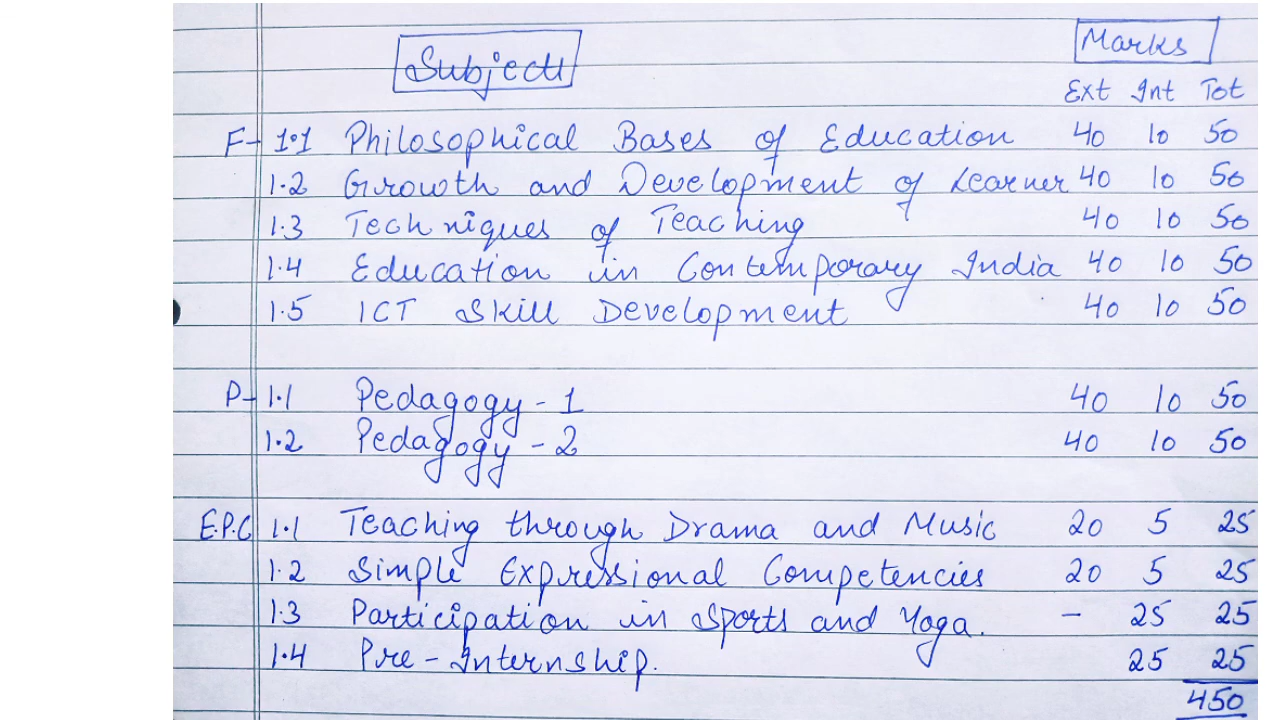 Subjects Marks
Ext Int Tot
F- 1.1 Philosophical Bases of Education 40 10 50
1.2 Growth and Development of Learner 40 10 50
1.3 Techniques of Teaching 40 10 50
1.4 Education in Contemporary India 40 10 50
1.5 ICT Skill Development 40 10 50
P- 1.1 Pedagogy - 1 40 10 50
1.2 Pedagogy - 2 40 10 50
E.P.C 1.1 Teaching through Drama and Music 20 5 25
1.2 Simple Expressional Competencies 20 5 25
1.3 Participation in Sports and Yoga. - 25 25
1.4 Pre-Internship. 25 25
450